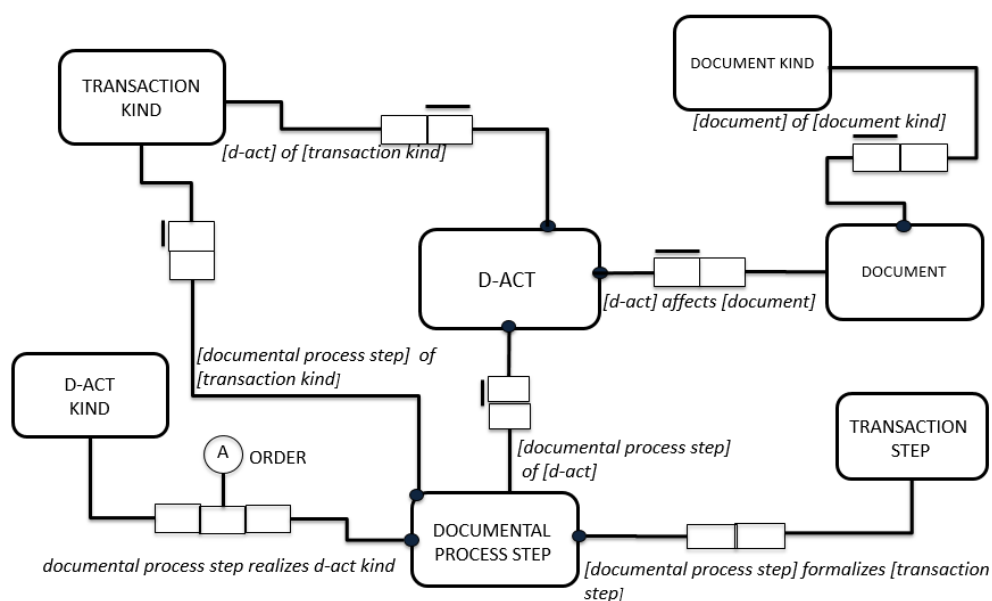 TRANSACTION
KIND
DOCUMENT KIND
[document] of [document kind]
[d-act] of [transaction kind]
D-ACT
DOCUMENT
[d-act] affects [document]
[documental process step] of
[transaction kind]
D-ACT
KIND
TRANSACTION
STEP
A
ORDER
[documental process step]
of [d-act]
DOCUMENTAL
PROCESS STEP
documental process step realizes d-act kind
[documental process step] formalizes [transaction
step]